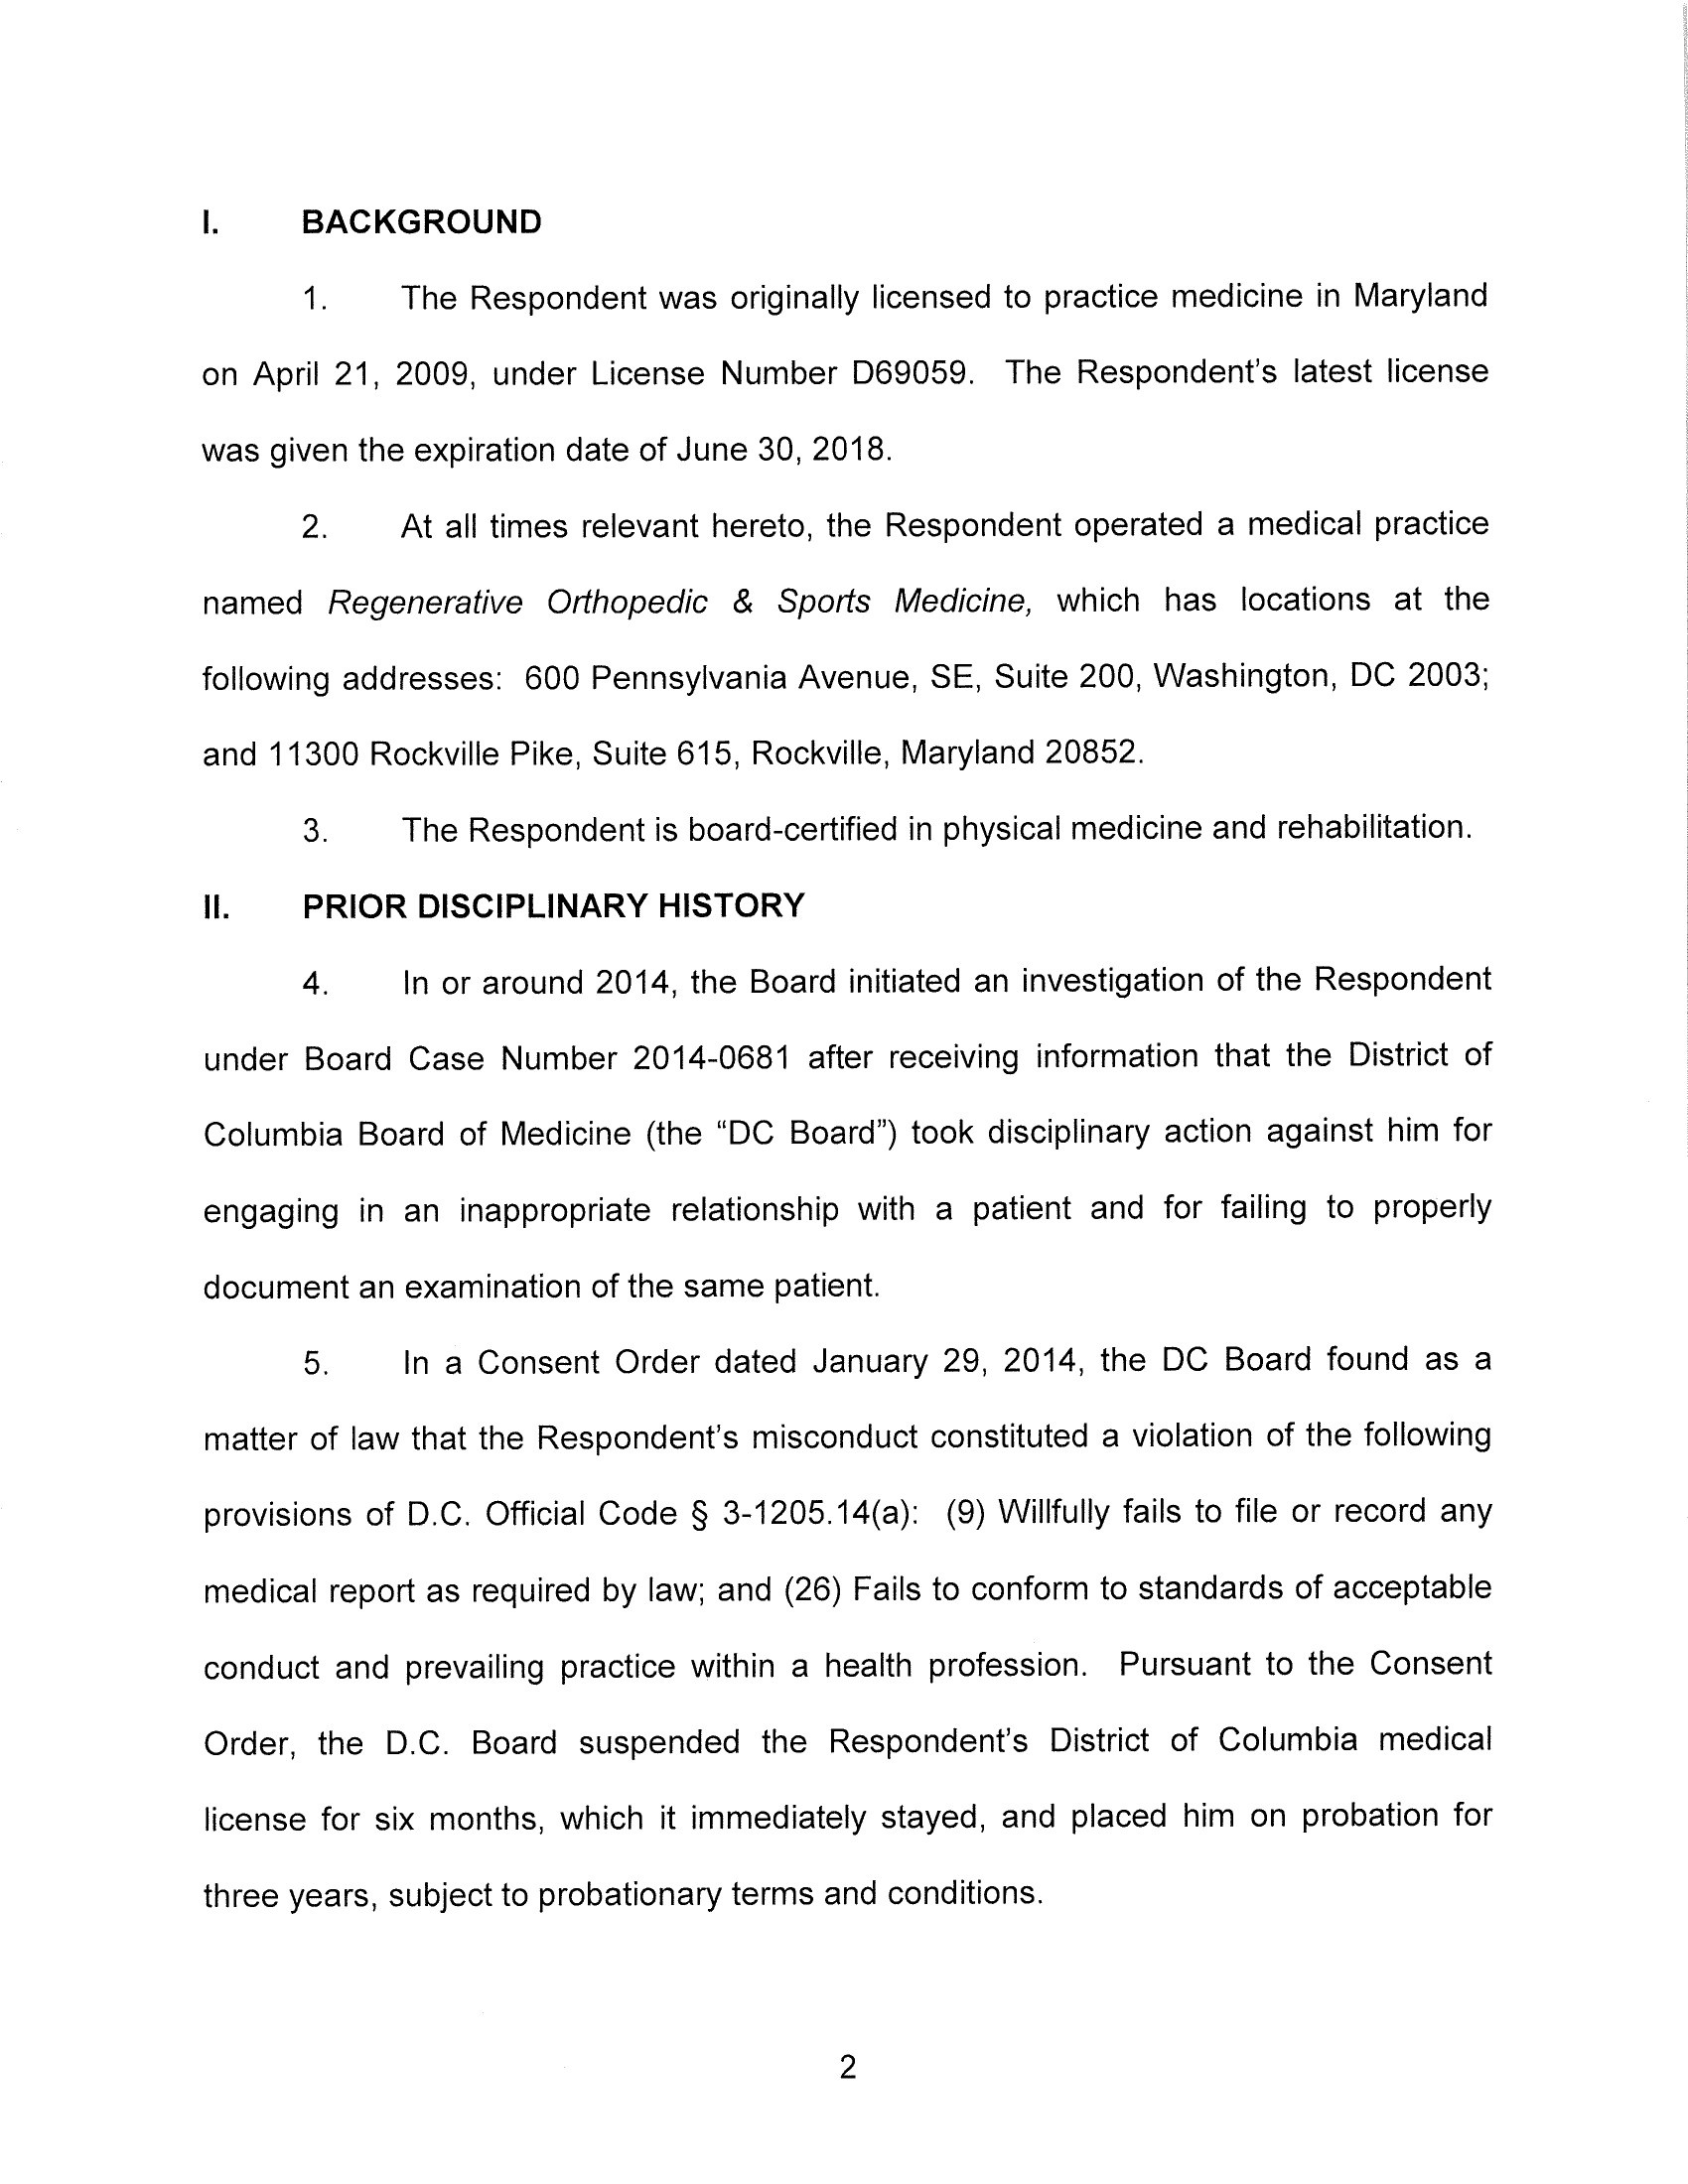 I. BACKGROUND
1. The Respondent was originally licensed to practice medicine in Maryland
on April 21, 2009, under License Number D69059. The Respondent's latest license
was given the expiration date of June 30, 2018.
2. At all times relevant hereto, the Respondent operated a medical practice
named Regenerative Orthopedic & Sports Medicine, which has locations at the
following addresses: 600 Pennsylvania Avenue, SE, Suite 200, Washington, DC 2003;
and 11300 Rockville Pike, Suite 615, Rockville, Maryland 20852.
3. The Respondent is board-certified in physical medicine and rehabilitation.
II. PRIOR DISCIPLINARY HISTORY
4. In or around 2014, the Board initiated an investigation of the Respondent
under Board Case Number 2014-0681 after receiving information that the District of
Columbia Board of Medicine (the “DC Board”) took disciplinary action against him for
engaging in an inappropriate relationship with a patient and for failing to properly
document an examination of the same patient.
5. In a Consent Order dated January 29, 2014, the DC Board found as a
matter of law that the Respondent's misconduct constituted a violation of the following
provisions of D.C. Official Code § 3-1205.14(a): (9) Willfully fails to file or record any
medical report as required by law; and (26) Fails to conform to standards of acceptable
conduct and prevailing practice within a health profession. Pursuant to the Consent
Order, the D.C. Board suspended the Respondent's District of Columbia medical
license for six months, which it immediately stayed, and placed him on probation for
three years, subject to probationary terms and conditions.
2